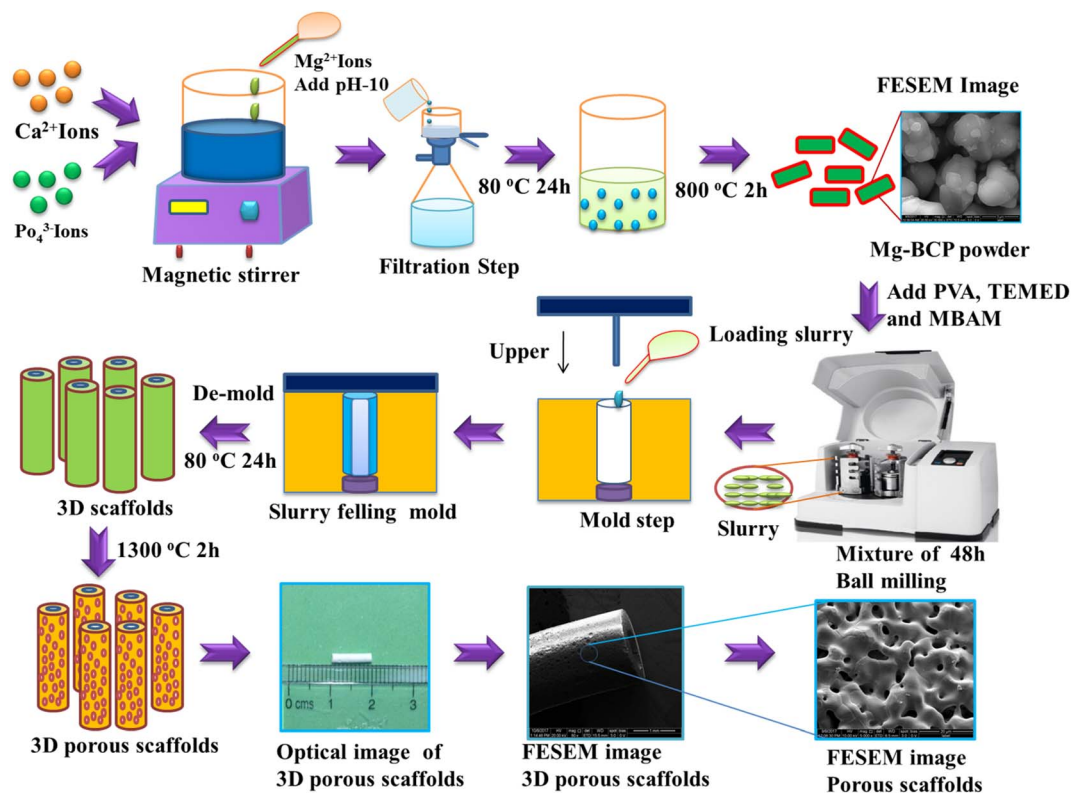 Mg²⁺Ions
Add pH-10
Ca²⁺Ions
Po₄³⁻Ions
Magnetic stirrer
Filtration Step
80 °C 24h
800 °C 2h
FESEM Image
Mg-BCP powder
Add PVA, TEMED
and MBAM
Loading slurry
Upper
De-mold
80 °C 24h
3D scaffolds
Slurry felling mold
Mold step
Slurry
Mixture of 48h
Ball milling
1300 °C 2h
3D porous scaffolds
0 cms 1 2 3
Optical image of
3D porous scaffolds
FESEM image
3D porous scaffolds
FESEM image
Porous scaffolds